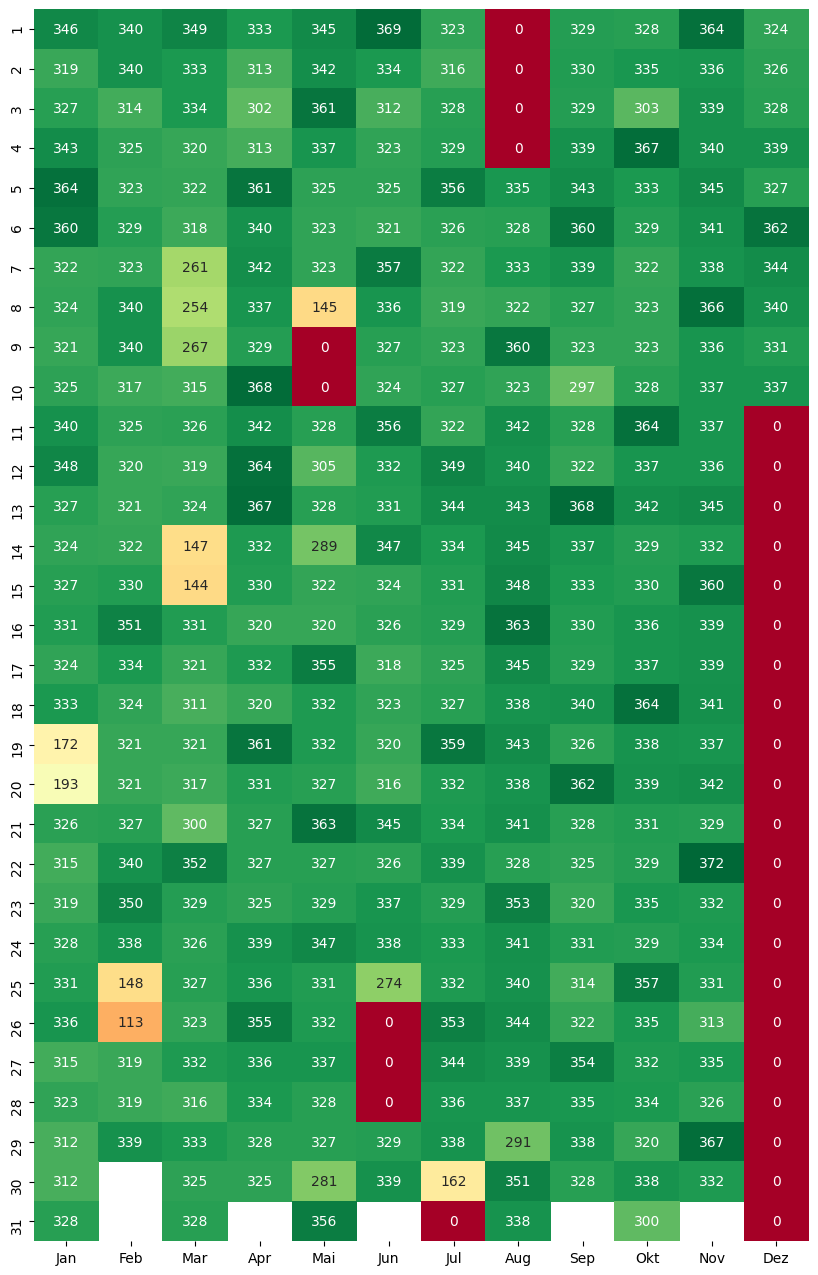 1 346 340 349 333 345 369 323 0 329 328 364 324
2 319 340 333 313 342 334 316 0 330 335 336 326
3 327 314 334 302 361 312 328 0 329 303 339 328
4 343 325 320 313 337 323 329 0 339 367 340 339
5 364 323 322 361 325 325 356 335 343 333 345 327
6 360 329 318 340 323 321 326 328 360 329 341 362
7 322 323 261 342 323 357 322 333 339 322 338 344
8 324 340 254 337 145 336 319 322 327 323 366 340
9 321 340 267 329 0 327 323 360 323 323 336 331
10 325 317 315 368 0 324 327 323 297 328 337 337
11 340 325 326 342 328 356 322 342 328 364 337 0
12 348 320 319 364 305 332 349 340 322 337 336 0
13 327 321 324 367 328 331 344 343 368 342 345 0
14 324 322 147 332 289 347 334 345 337 329 332 0
15 327 330 144 330 322 324 331 348 333 330 360 0
16 331 351 331 320 320 326 329 363 330 336 339 0
17 324 334 321 332 355 318 325 345 329 337 339 0
18 333 324 311 320 332 323 327 338 340 364 341 0
19 172 321 321 361 332 320 359 343 326 338 337 0
20 193 321 317 331 327 316 332 338 362 339 342 0
21 326 327 300 327 363 345 334 341 328 331 329 0
22 315 340 352 327 327 326 339 328 325 329 372 0
23 319 350 329 325 329 337 329 353 320 335 332 0
24 328 338 326 339 347 338 333 341 331 329 334 0
25 331 148 327 336 331 274 332 340 314 357 331 0
26 336 113 323 355 332 0 353 344 322 335 313 0
27 315 319 332 336 337 0 344 339 354 332 335 0
28 323 319 316 334 328 0 336 337 335 334 326 0
29 312 339 333 328 327 329 338 291 338 320 367 0
30 312 325 325 281 339 162 351 328 338 332 0
31 328 328 356 0 338 300 0
Jan Feb Mar Apr Mai Jun Jul Aug Sep Okt Nov Dez